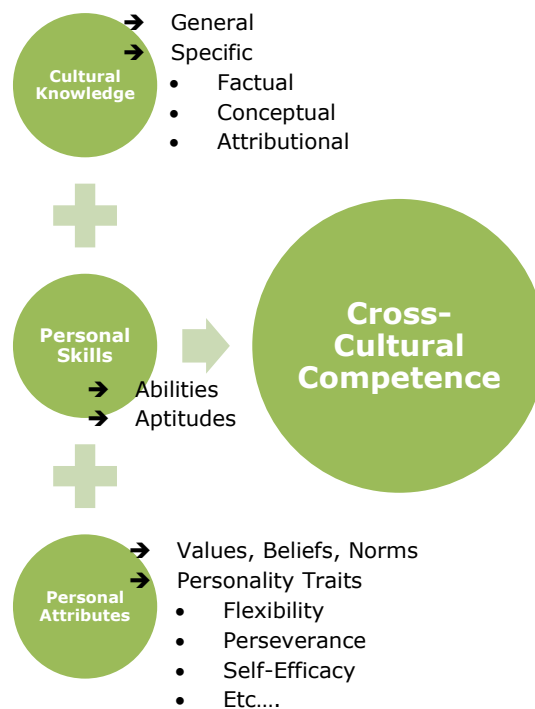 Cultural
Knowledge
➔ General
➔ Specific
• Factual
• Conceptual
• Attributional
Personal
Skills
➔ Abilities
➔ Aptitudes
Cross-
Cultural
Competence
Personal
Attributes
➔ Values, Beliefs, Norms
➔ Personality Traits
• Flexibility
• Perseverance
• Self-Efficacy
• Etc….